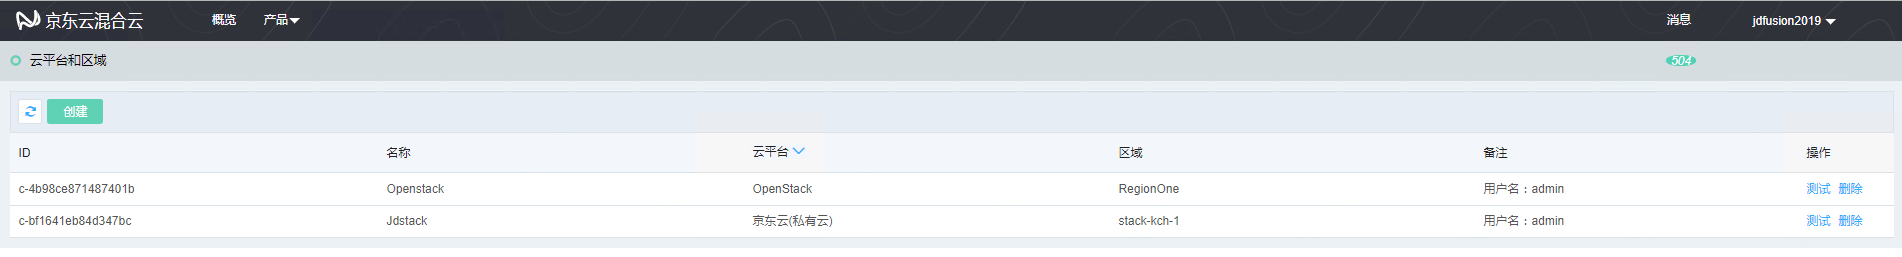 京东云混合云 概览 产品 消息 jdfusion2019
云平台和区域 504
创建
ID 名称 云平台 区域 备注 操作
c-4b98ce871487401b Openstack OpenStack RegionOne 用户名：admin 测试 删除
c-bf1641eb84d347bc Jdstack 京东云(私有云) stack-kch-1 用户名：admin 测试 删除